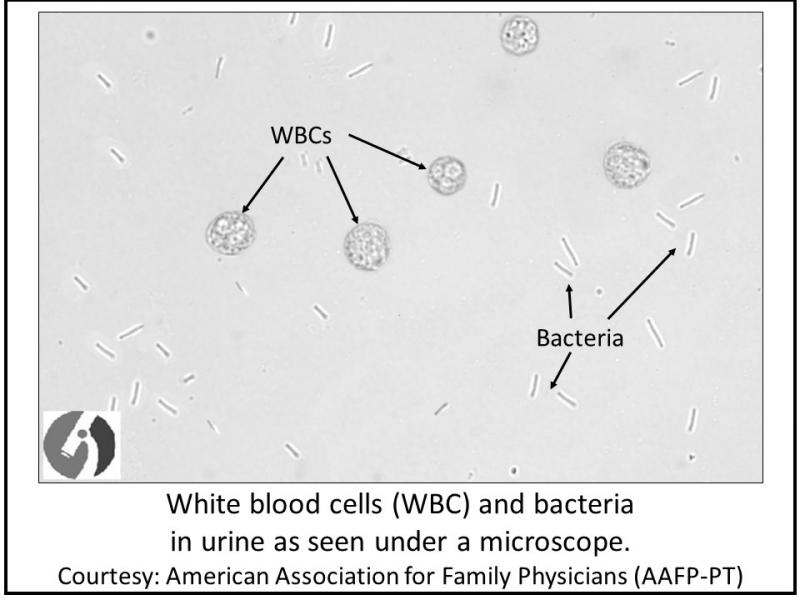 WBCs
Bacteria
White blood cells (WBC) and bacteria
in urine as seen under a microscope.
Courtesy: American Association for Family Physicians (AAFP-PT)